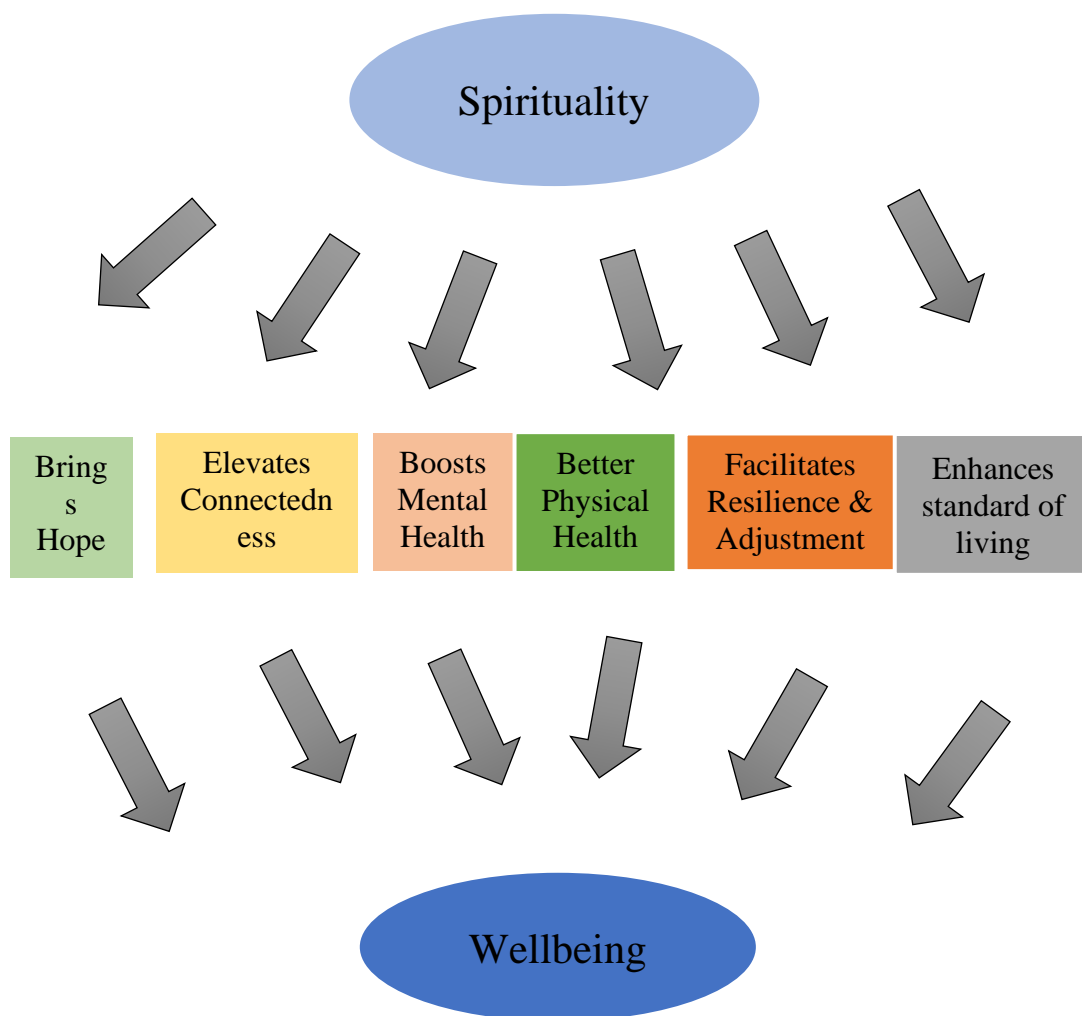 Spirituality
Bring
s
Hope
Elevates
Connectedn
ess
Boosts
Mental
Health
Better
Physical
Health
Facilitates
Resilience &
Adjustment
Enhances
standard of
living
Wellbeing